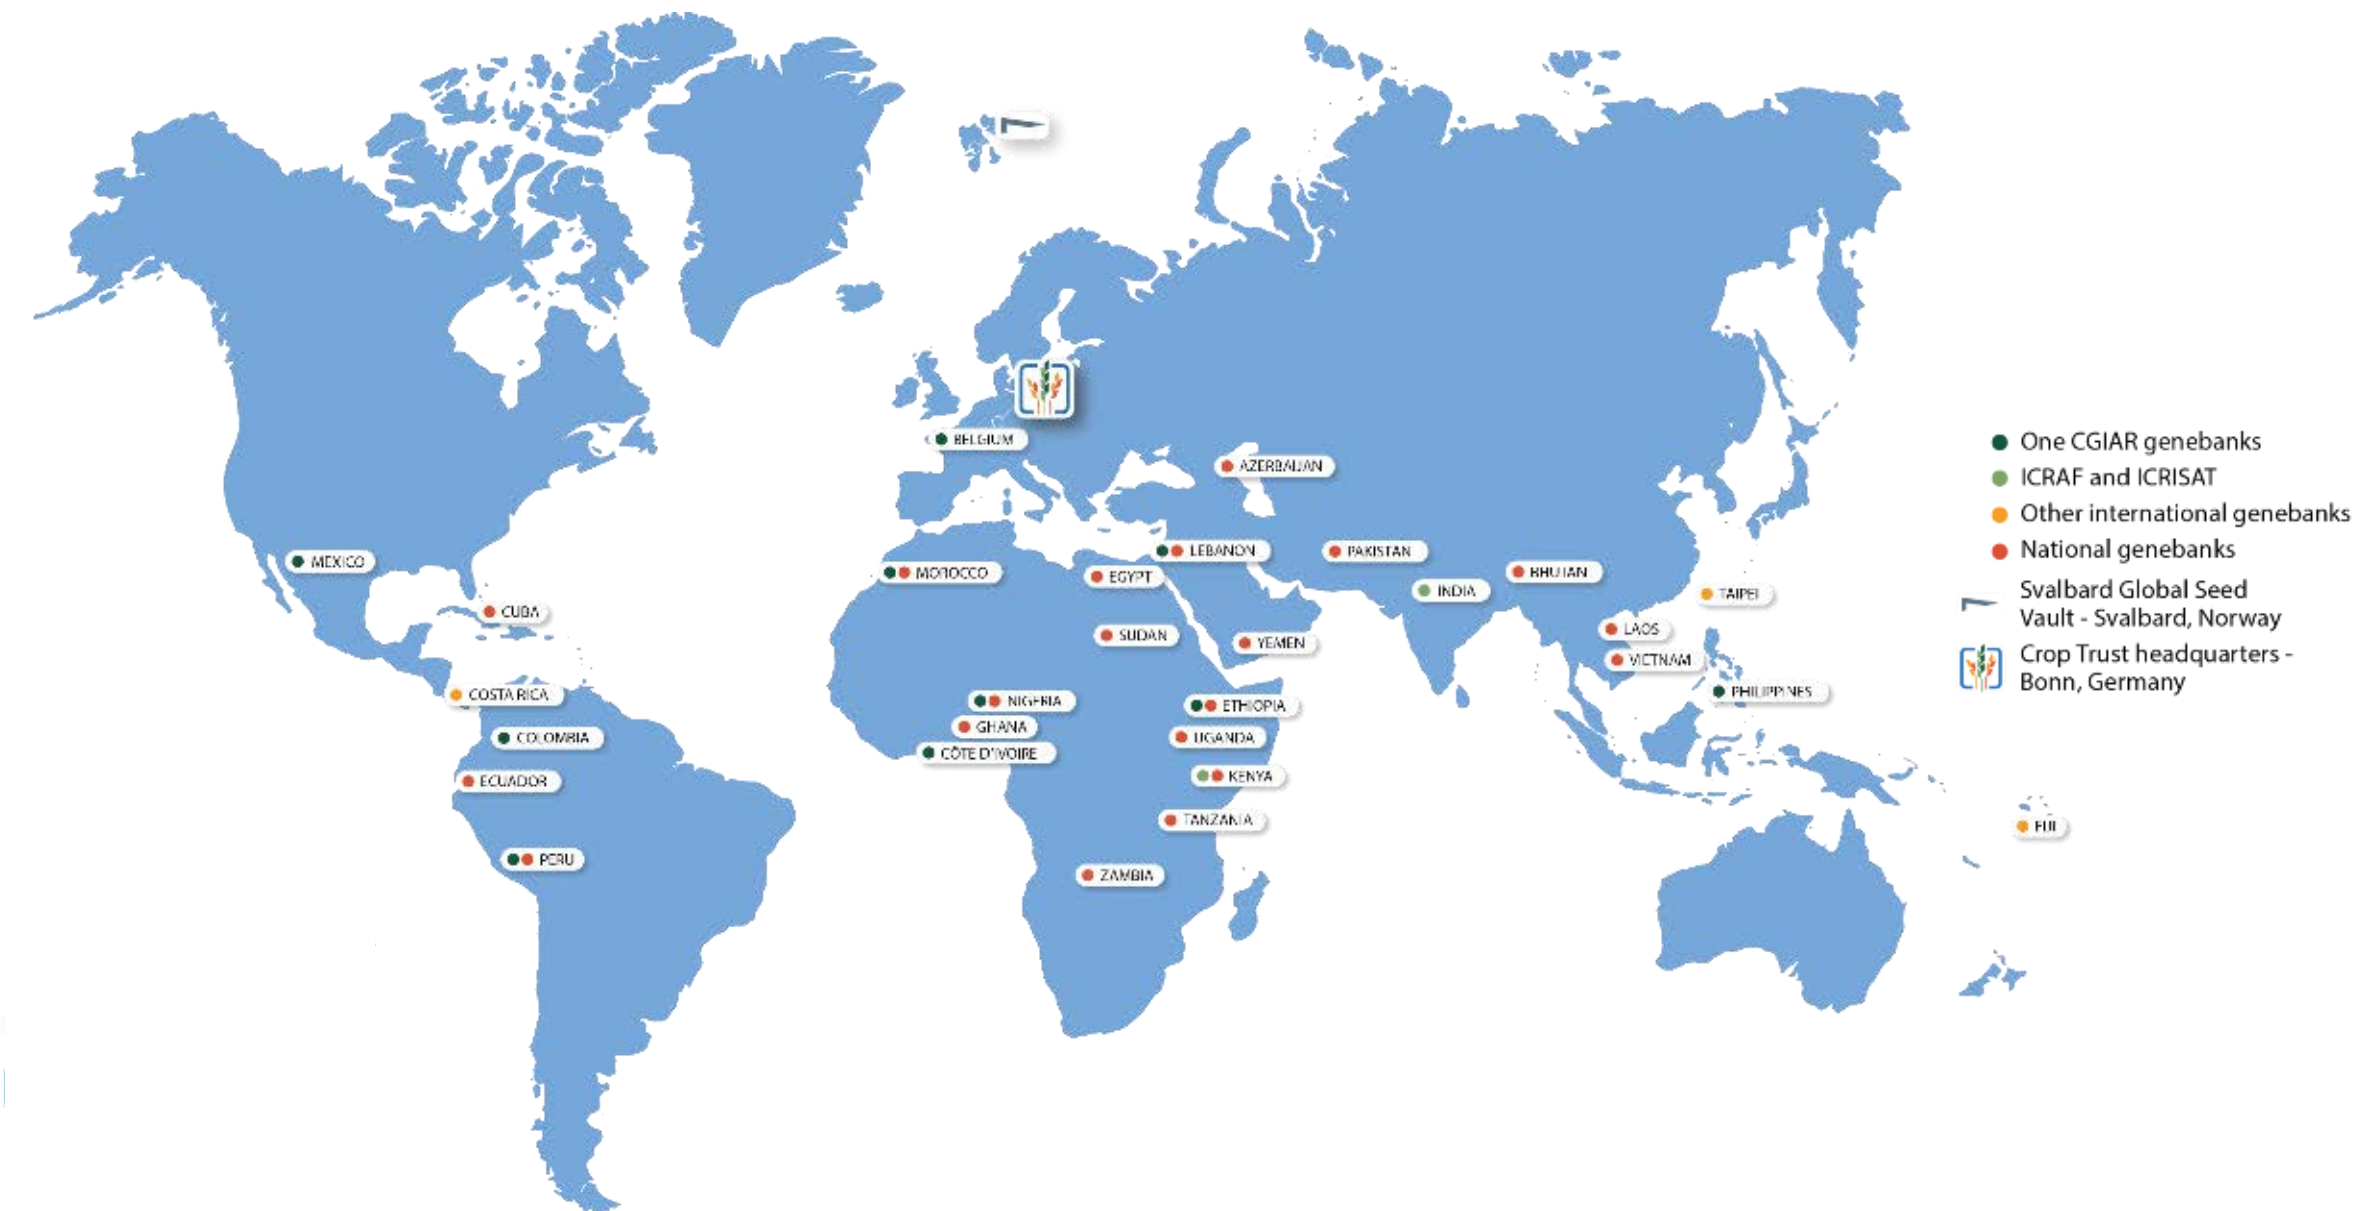 BELGIUM
AZERBAIJAN
MEXICO
MOROCCO
LEBANON
PAKISTAN
EGYPT
BHUTAN
INDIA
TAIPEI
CUBA
SUDAN
YEMEN
LAOS
VICTNAM
COSTA RICA
NIGERIA
ETHIOPIA
PHILIPPINES
GHANA
COLOMBIA
UGANDA
CÔTE D'IVOIRE
ECUADOR
KENYA
TANZANIA
FIJI
PERU
ZAMBIA
One CGIAR genebanks
ICRAF and ICRISAT
Other international genebanks
National genebanks
Svalbard Global Seed
Vault - Svalbard, Norway
Crop Trust headquarters -
Bonn, Germany